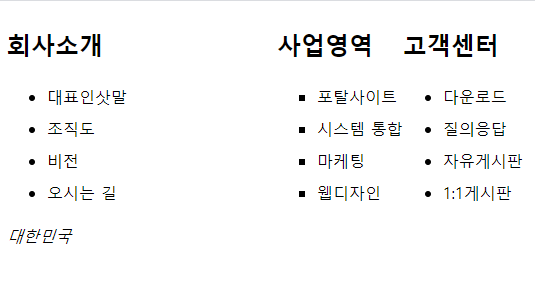 회사소개
대표인삿말
조직도
비전
오시는 길
대한민국
사업영역
포탈사이트
시스템 통합
마케팅
웹디자인
고객센터
다운로드
질의응답
자유게시판
1:1게시판